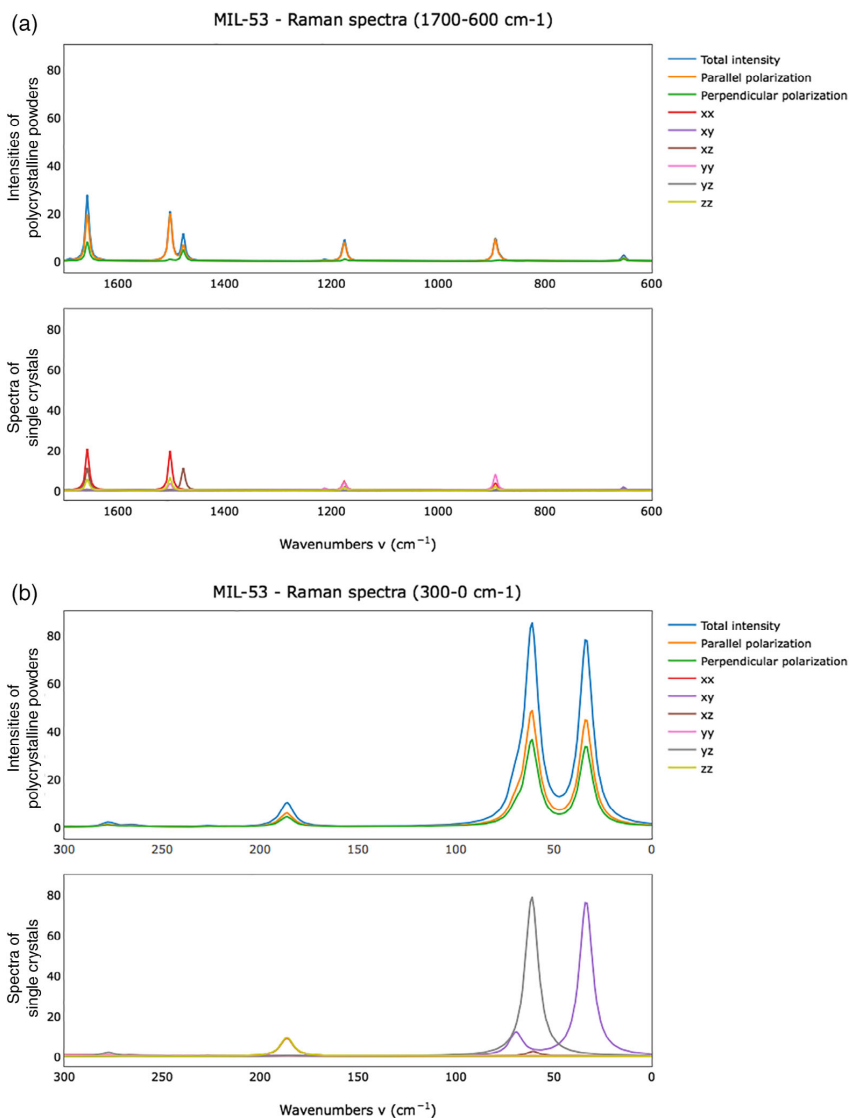 (a)
MIL-53 - Raman spectra (1700-600 cm-1)
Intensities of
polycrystalline powders
80
60
40
20
0
1600
1400
1200
1000
800
600
Total intensity
Parallel polarization
Perpendicular polarization
xx
xy
xz
yy
yz
zz
Spectra of
single crystals
80
60
40
20
0
1600
1400
1200
1000
800
600
Wavenumbers v (cm⁻¹)
(b)
MIL-53 - Raman spectra (300-0 cm-1)
Intensities of
polycrystalline powders
80
60
40
20
0
300
250
200
150
100
50
0
Total intensity
Parallel polarization
Perpendicular polarization
xx
xy
xz
yy
yz
zz
Spectra of
single crystals
80
60
40
20
0
300
250
200
150
100
50
0
Wavenumbers v (cm⁻¹)